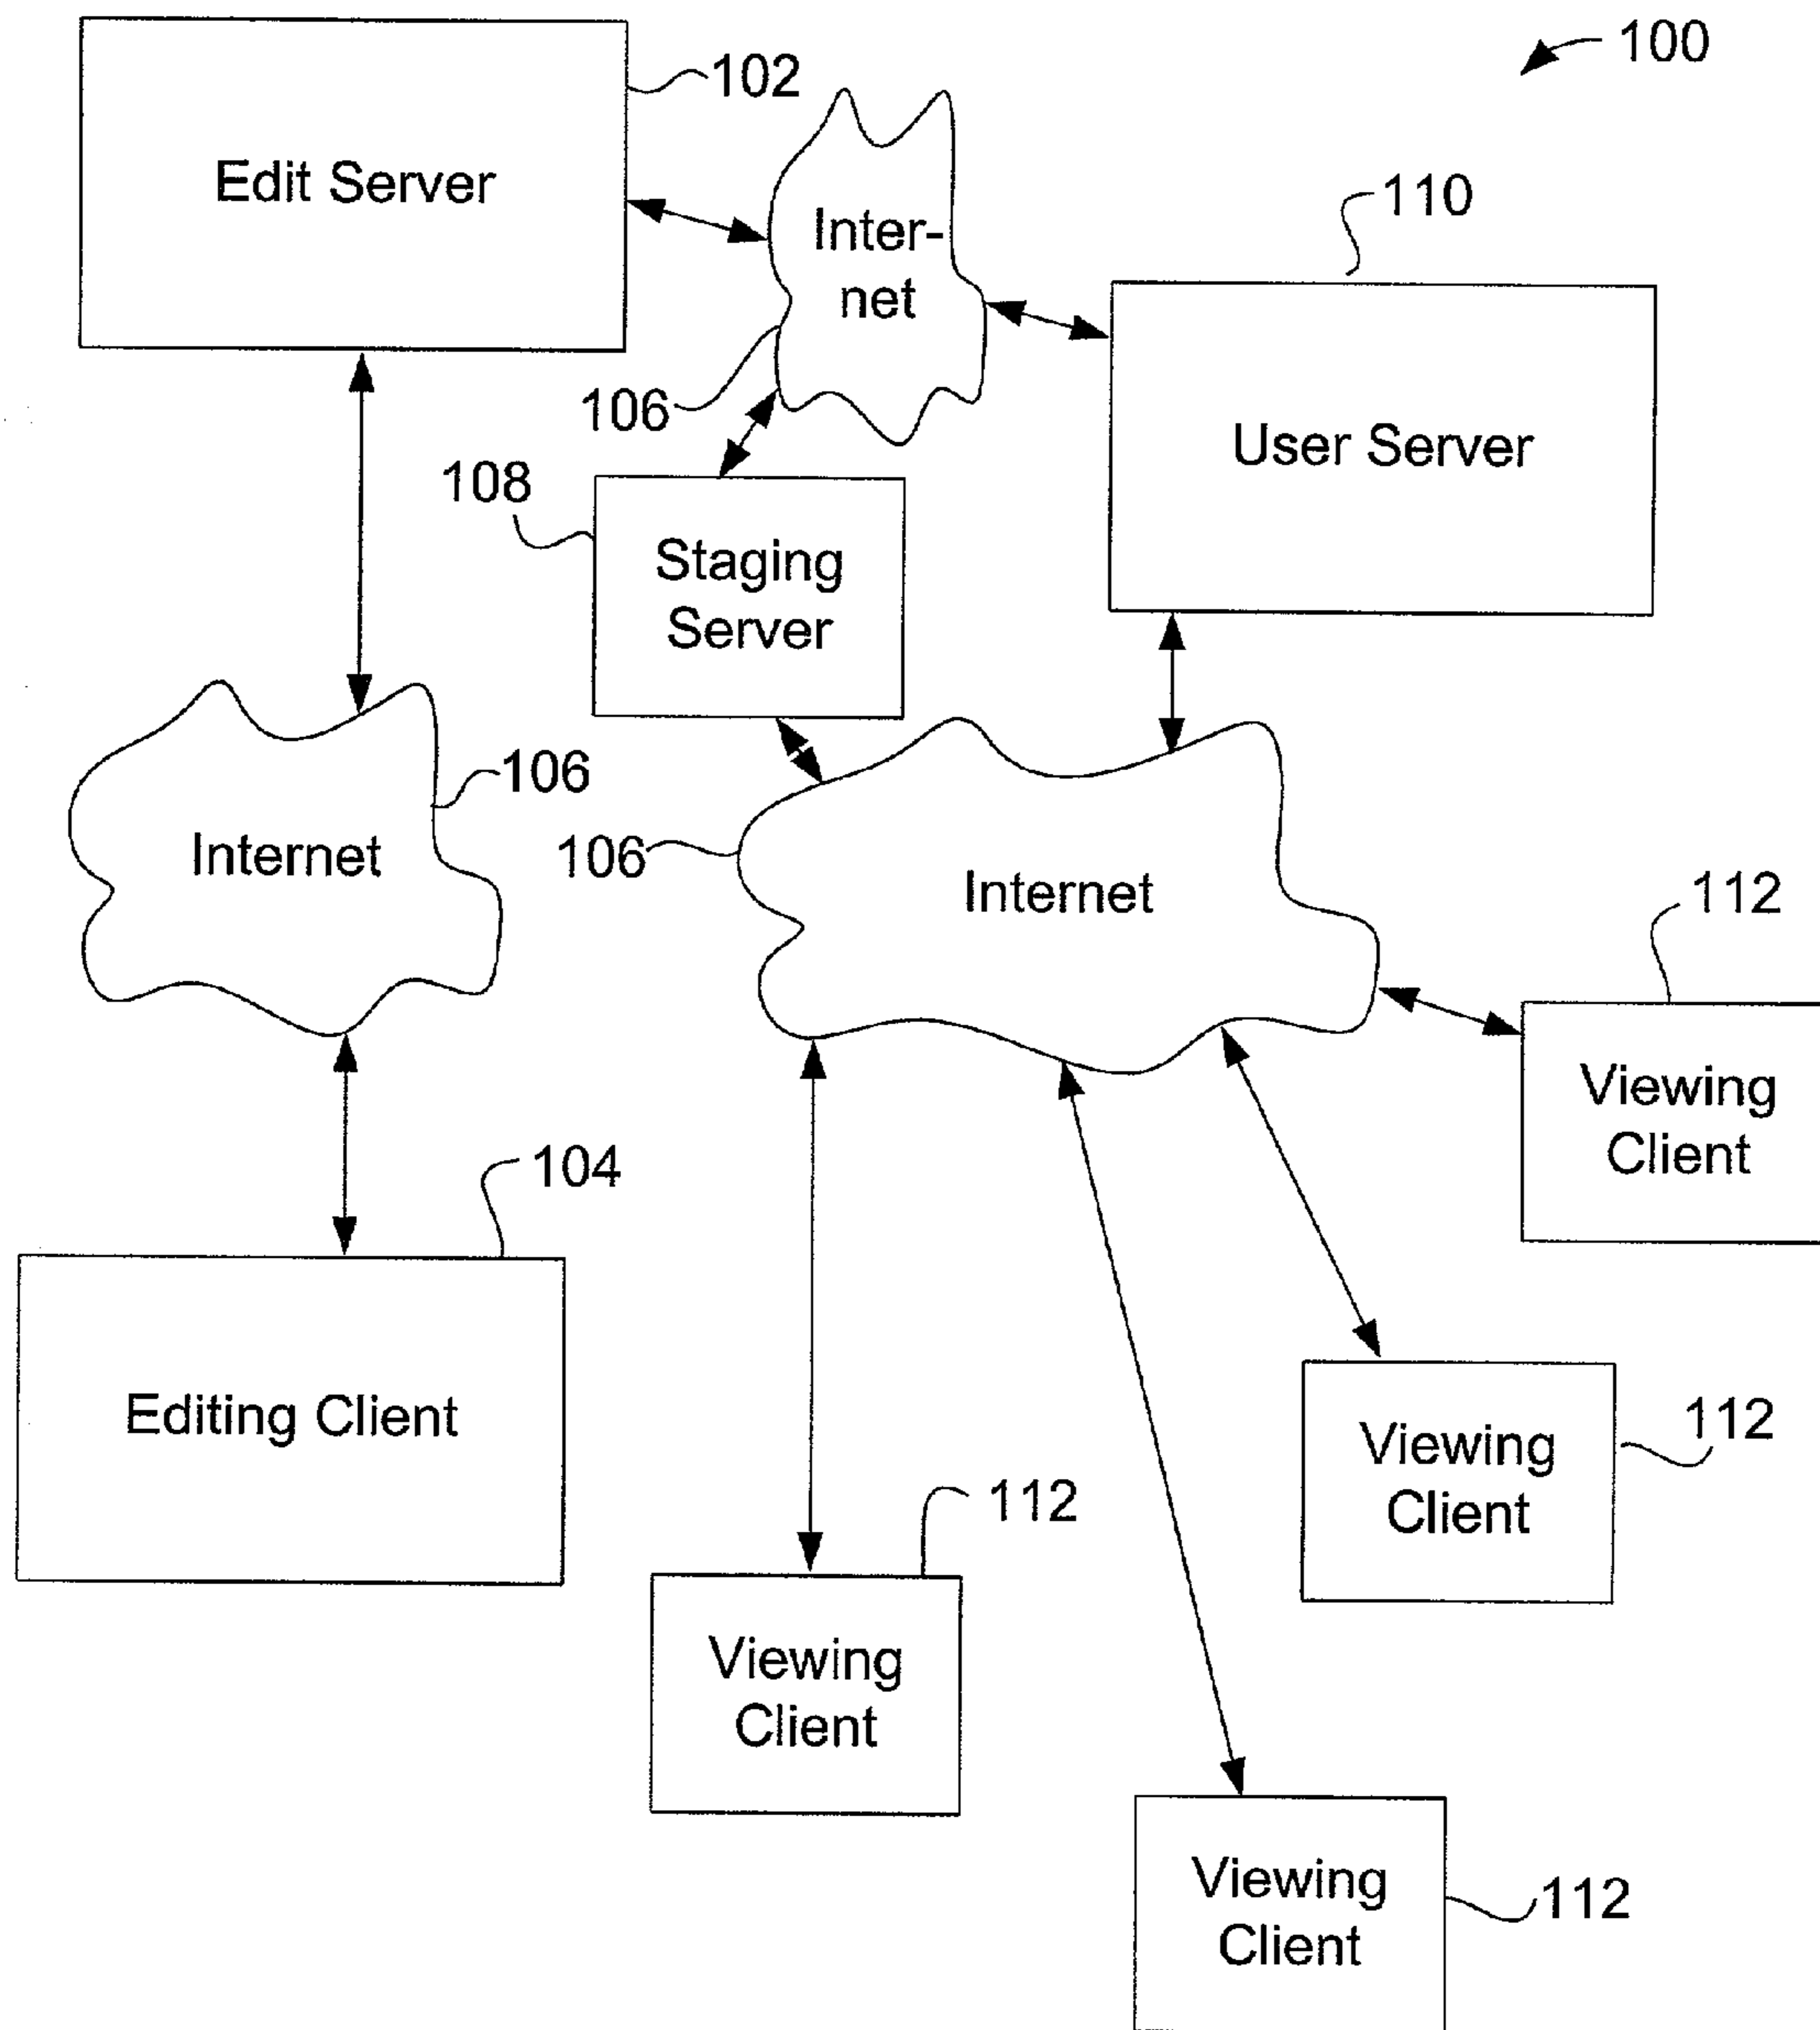 100
102
Edit Server
Inter-
net
110
106
User Server
108
Staging
Server
106
Internet
106
Internet
112
Viewing
Client
104
Editing Client
112
Viewing
Client
112
Viewing
Client
Viewing
Client
112